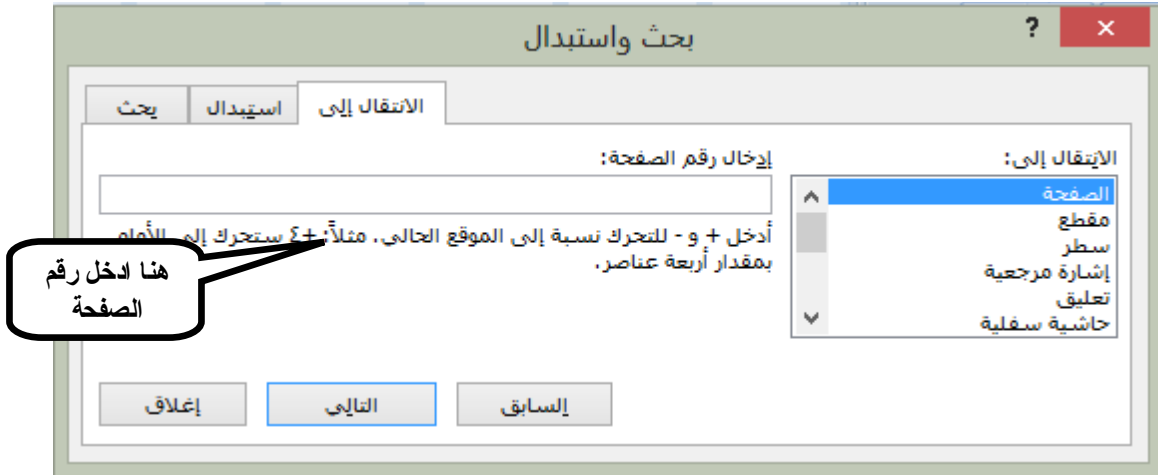 بحث واستبدال
بحث
استبدال
الانتقال إلى
الانتقال إلى:
الصفحة
مقطع
سطر
إشارة مرجعية
تعليق
حاشية سفلية
إدخال رقم الصفحة:
أدخل + و - للتحرك نسبة إلى الموقع الحالي. مثلاً: +٤ ستحرك إلى الأمام
بمقدار أربعة عناصر.
هنا ادخل رقم
الصفحة
السابق
التالي
إغلاق